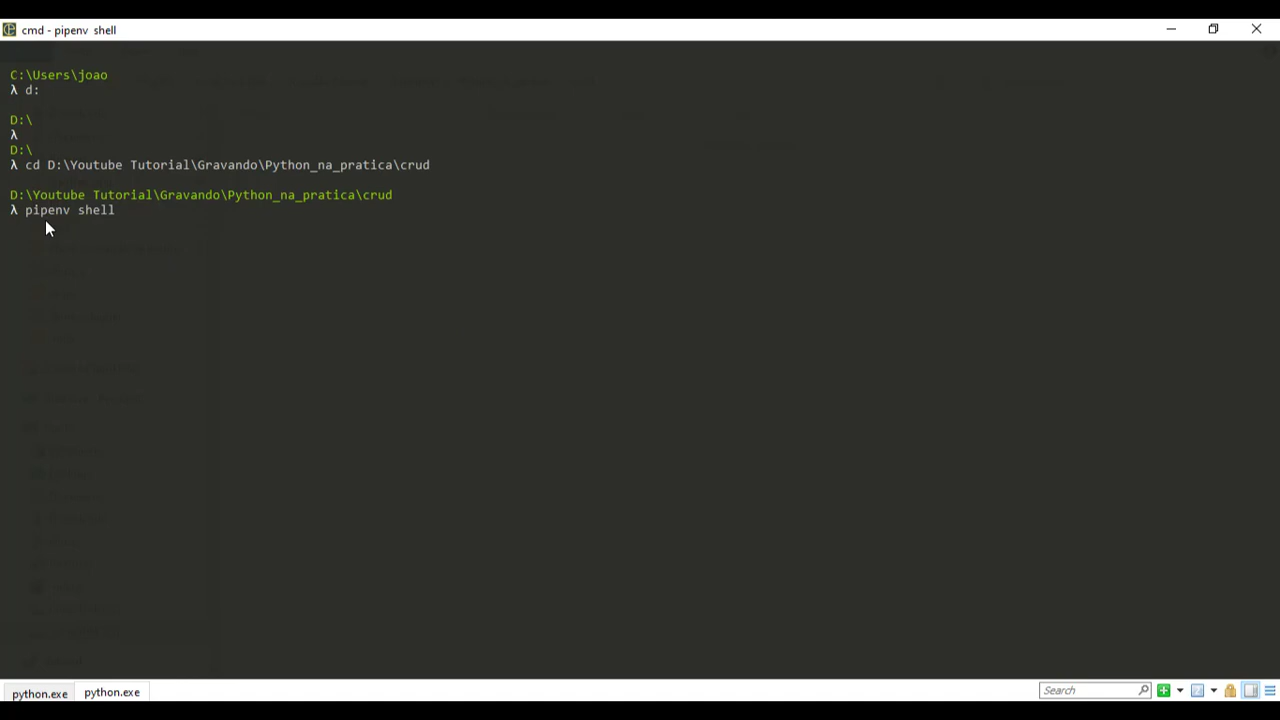 cmd - pipenv shell
C:\Users\joao
λ d:
D:\
λ
D:\
λ cd D:\Youtube Tutorial\Gravando\Python_na_pratica\crud
D:\Youtube Tutorial\Gravando\Python_na_pratica\crud
λ pipenv shell
python.exe
python.exe
Search